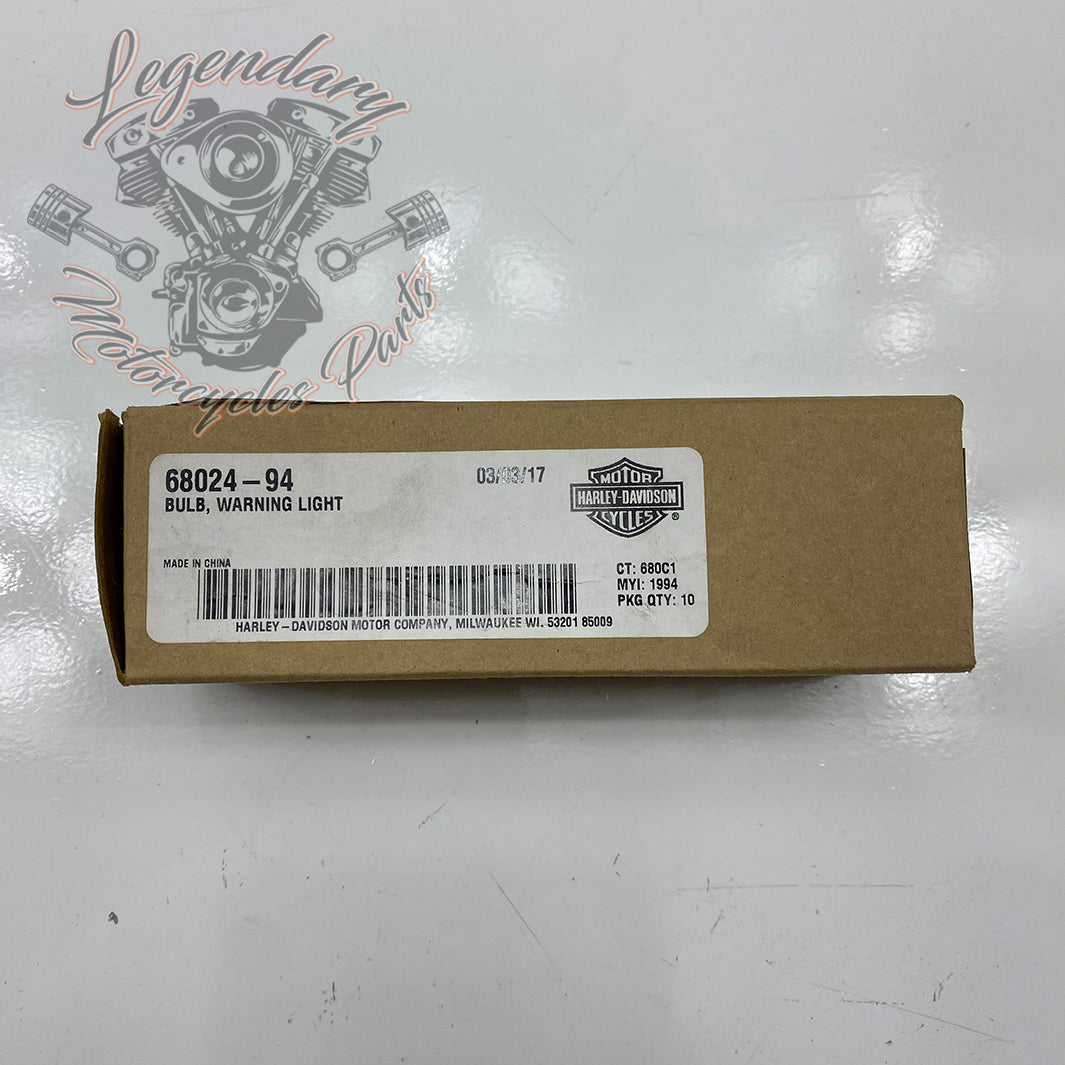 Legendary
Motorcycles Parts
68024-94
03/03/17
BULB, WARNING LIGHT
MOTOR
HARLEY-DAVIDSON
CYCLES ®
MADE IN CHINA
CT: 680C1
MYI: 1994
PKG QTY: 10
HARLEY-DAVIDSON MOTOR COMPANY, MILWAUKEE WI. 53201 85009